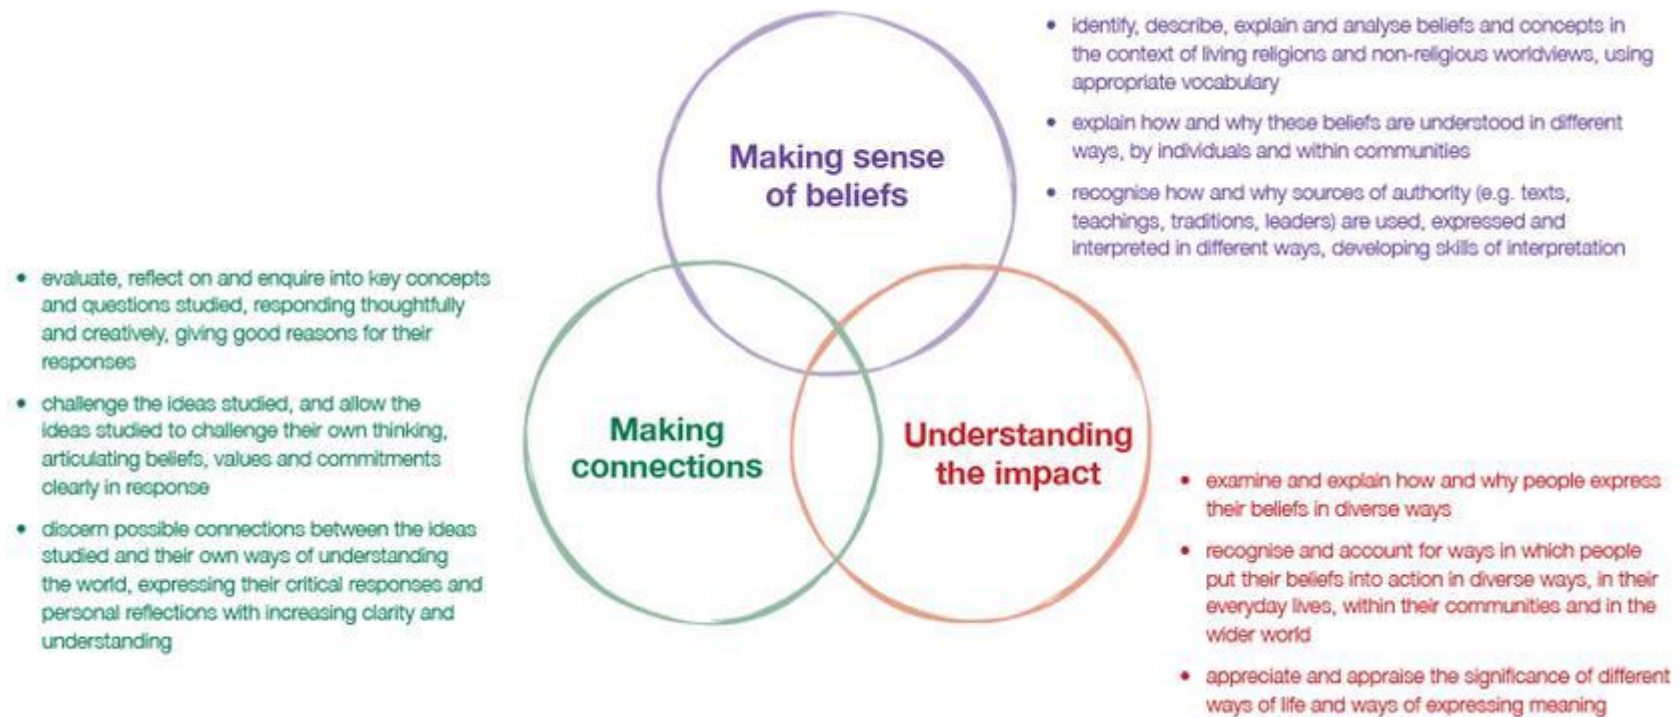 Making sense
of beliefs
• identify, describe, explain and analyse beliefs and concepts in
the context of living religions and non-religious worldviews, using
appropriate vocabulary
• explain how and why these beliefs are understood in different
ways, by individuals and within communities
• recognise how and why sources of authority (e.g. texts,
teachings, traditions, leaders) are used, expressed and
interpreted in different ways, developing skills of interpretation
• evaluate, reflect on and enquire into key concepts
and questions studied, responding thoughtfully
and creatively, giving good reasons for their
responses
• challenge the ideas studied, and allow the
ideas studied to challenge their own thinking,
articulating beliefs, values and commitments
clearly in response
• discern possible connections between the ideas
studied and their own ways of understanding
the world, expressing their critical responses and
personal reflections with increasing clarity and
understanding
Making
connections
Understanding
the impact
• examine and explain how and why people express
their beliefs in diverse ways
• recognise and account for ways in which people
put their beliefs into action in diverse ways, in their
everyday lives, within their communities and in the
wider world
• appreciate and appraise the significance of different
ways of life and ways of expressing meaning